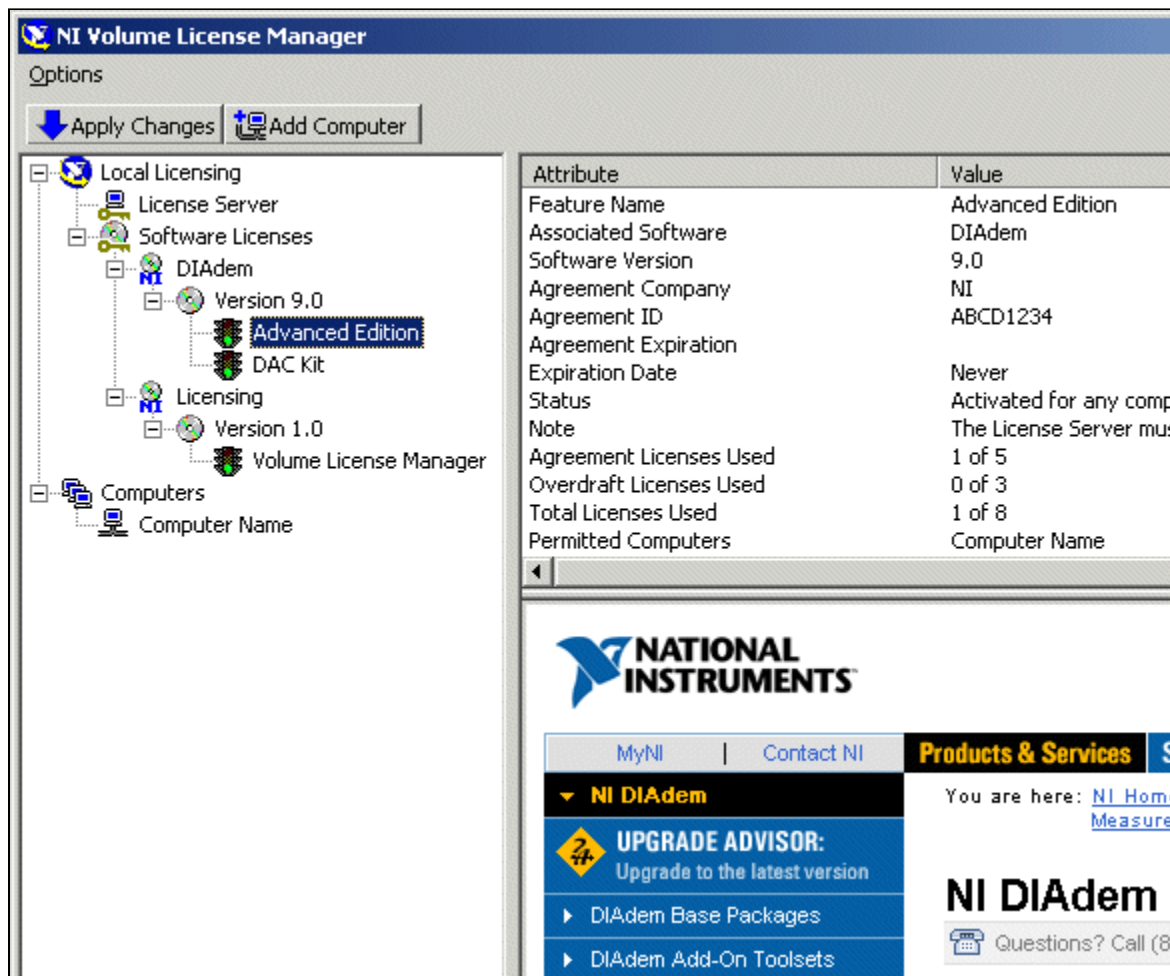 NI Volume License Manager
Options
Apply Changes Add Computer
Local Licensing
License Server
Software Licenses
NI DIAdem
Version 9.0
Advanced Edition
DAC Kit
NI Licensing
Version 1.0
Volume License Manager
Computers
Computer Name
Attribute Value
Feature Name Advanced Edition
Associated Software DIAdem
Software Version 9.0
Agreement Company NI
Agreement ID ABCD1234
Agreement Expiration
Expiration Date Never
Status Activated for any comp
Note The License Server mus
Agreement Licenses Used 1 of 5
Overdraft Licenses Used 0 of 3
Total Licenses Used 1 of 8
Permitted Computers Computer Name
NATIONAL
INSTRUMENTS
MyNI | Contact NI Products & Services S
NI DIAdem
You are here: NI Home
Measure
UPGRADE ADVISOR:
Upgrade to the latest version
DIAdem Base Packages
DIAdem Add-On Toolsets
NI DIAdem
Questions? Call (8